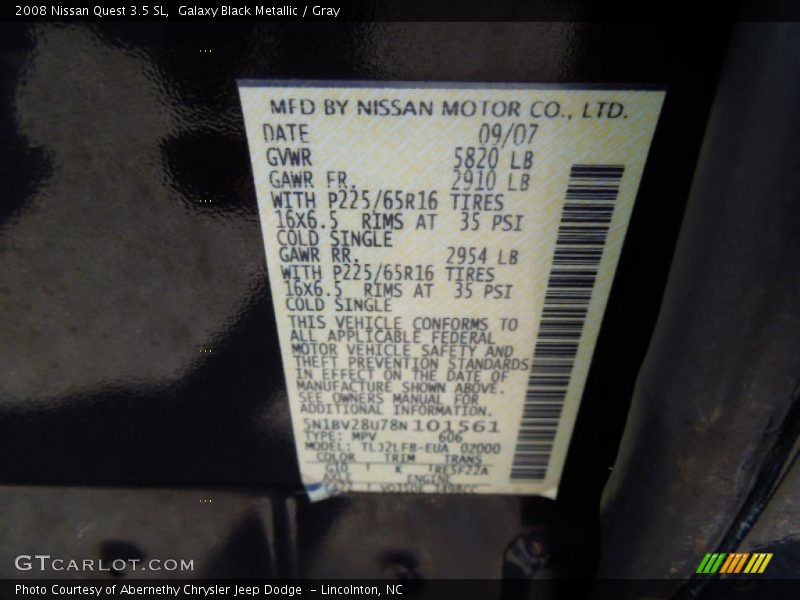 2008 Nissan Quest 3.5 SL,  Galaxy Black Metallic / Gray
MFD BY NISSAN MOTOR CO., LTD.
DATE 09/07
GVWR 5820 LB
GAWR FR. 2910 LB
WITH P225/65R16 TIRES
16X6.5 RIMS AT 35 PSI
COLD SINGLE
GAWR RR. 2954 LB
WITH P225/65R16 TIRES
16X6.5 RIMS AT 35 PSI
COLD SINGLE
THIS VEHICLE CONFORMS TO
ALL APPLICABLE FEDERAL
MOTOR VEHICLE SAFETY AND
THEFT PREVENTION STANDARDS
IN EFFECT ON THE DATE OF
MANUFACTURE SHOWN ABOVE.
SEE OWNERS MANUAL FOR
ADDITIONAL INFORMATION.
5N1BV28U78N101561
TYPE: MPV 606
MODEL: TLJ2LFB-EUA 02000
COLOR TRIM TRANS
G10 K RE5F22A
ENGINE
GTCARLOT.COM
Photo Courtesy of Abernethy Chrysler Jeep Dodge  – Lincolnton, NC